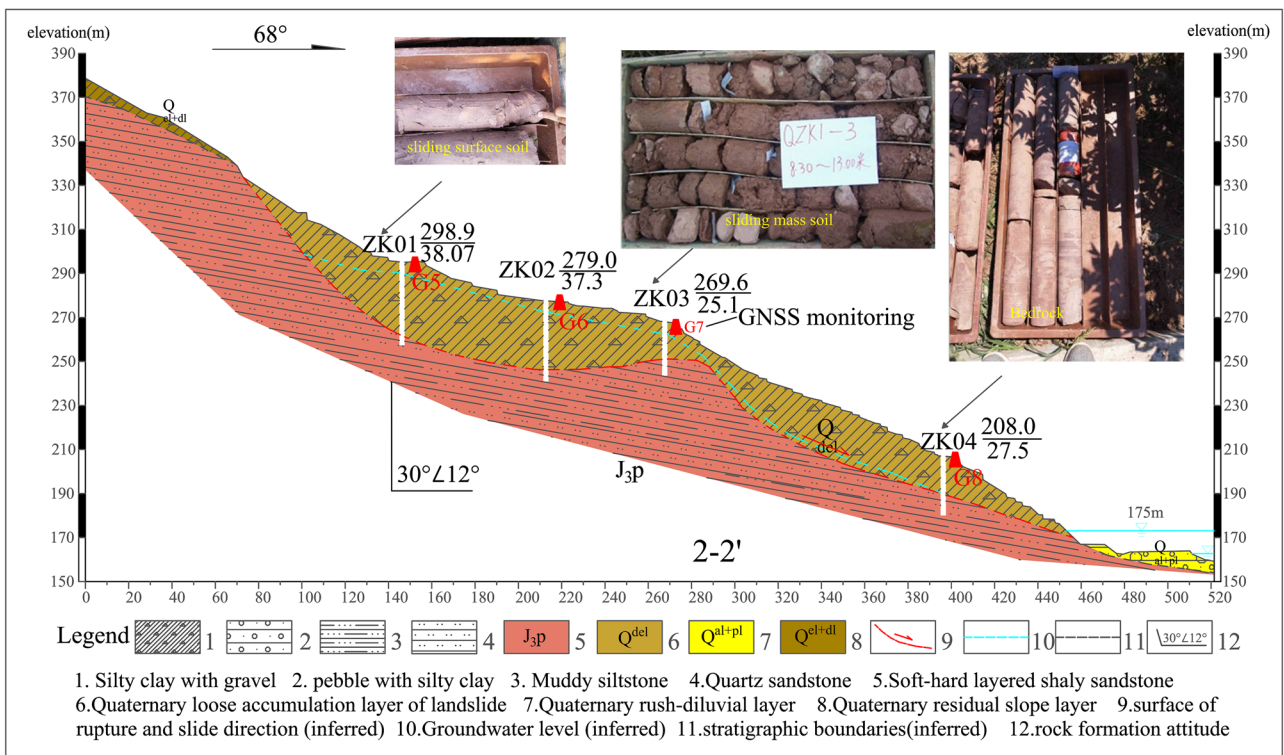 elevation(m)
elevation(m)
68°
390
370
350
330
310
290
270
250
230
210
190
170
150
390
370
350
330
310
290
270
250
230
210
190
170
150
Q
el+dl
sliding surface soil
QZK1-3
830~1300米
sliding mass soil
Bedrock
ZK01 298.9
38.07
G5
ZK02 279.0
37.3
G6
ZK03 269.6
25.1
G7
GNSS monitoring
Q
del
ZK04 208.0
27.5
G8
30°∠12°
J₃p
175m
2-2'
Q
al+pl
0 20 40 60 80 100 120 140 160 180 200 220 240 260 280 300 320 340 360 380 400 420 440 460 480 500 520
Legend 1 2 3 4 J₃p 5 Qdel 6 Qal+pl 7 Qel+dl 8 9 10 11 30°∠12° 12
1. Silty clay with gravel 2. pebble with silty clay 3. Muddy siltstone 4.Quartz sandstone 5.Soft-hard layered shaly sandstone
6.Quaternary loose accumulation layer of landslide 7.Quaternary rush-diluvial layer 8.Quaternary residual slope layer 9.surface of
rupture and slide direction (inferred) 10.Groundwater level (inferred) 11.stratigraphic boundaries(inferred) 12.rock formation attitude